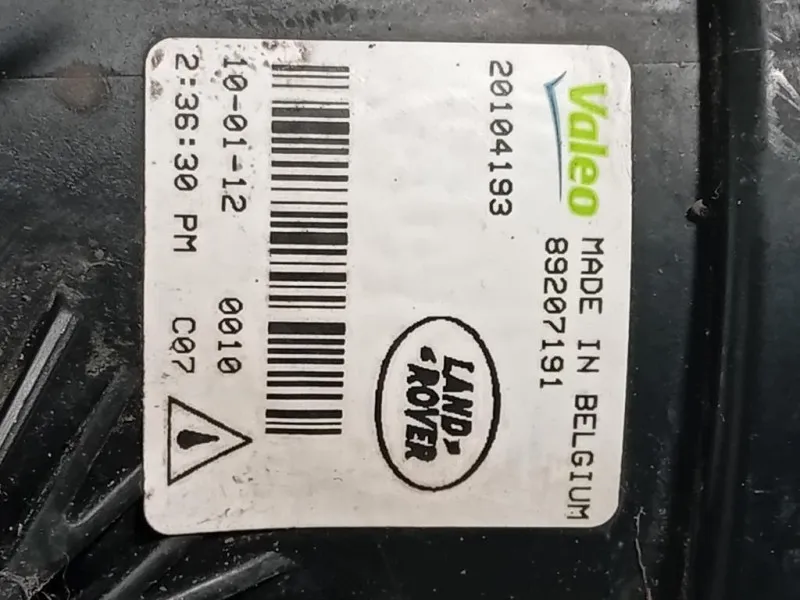 Valeo MADE IN BELGIUM
89207191
20104193
LAND
ROVER
10-01-12 0010
2:36:30 PM C07